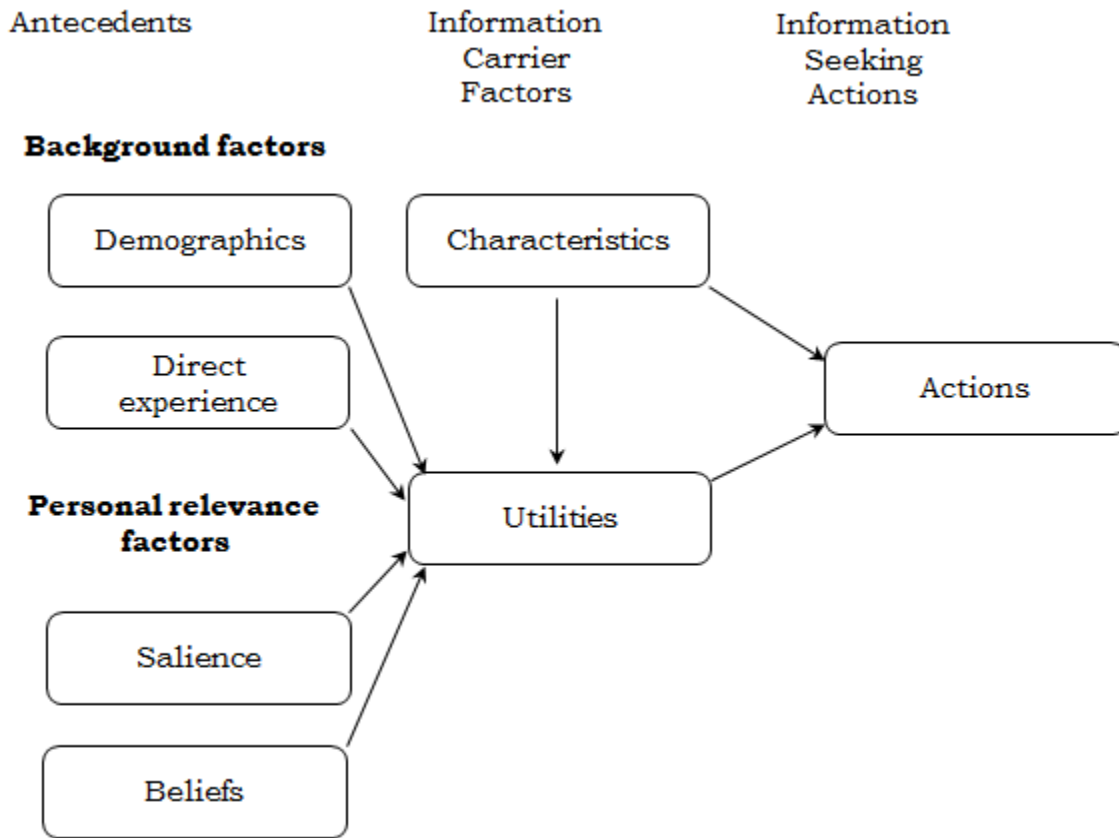 Antecedents
Information
Carrier
Factors
Information
Seeking
Actions
Background factors
Demographics
Characteristics
Direct
experience
Actions
Personal relevance
factors
Utilities
Salience
Beliefs